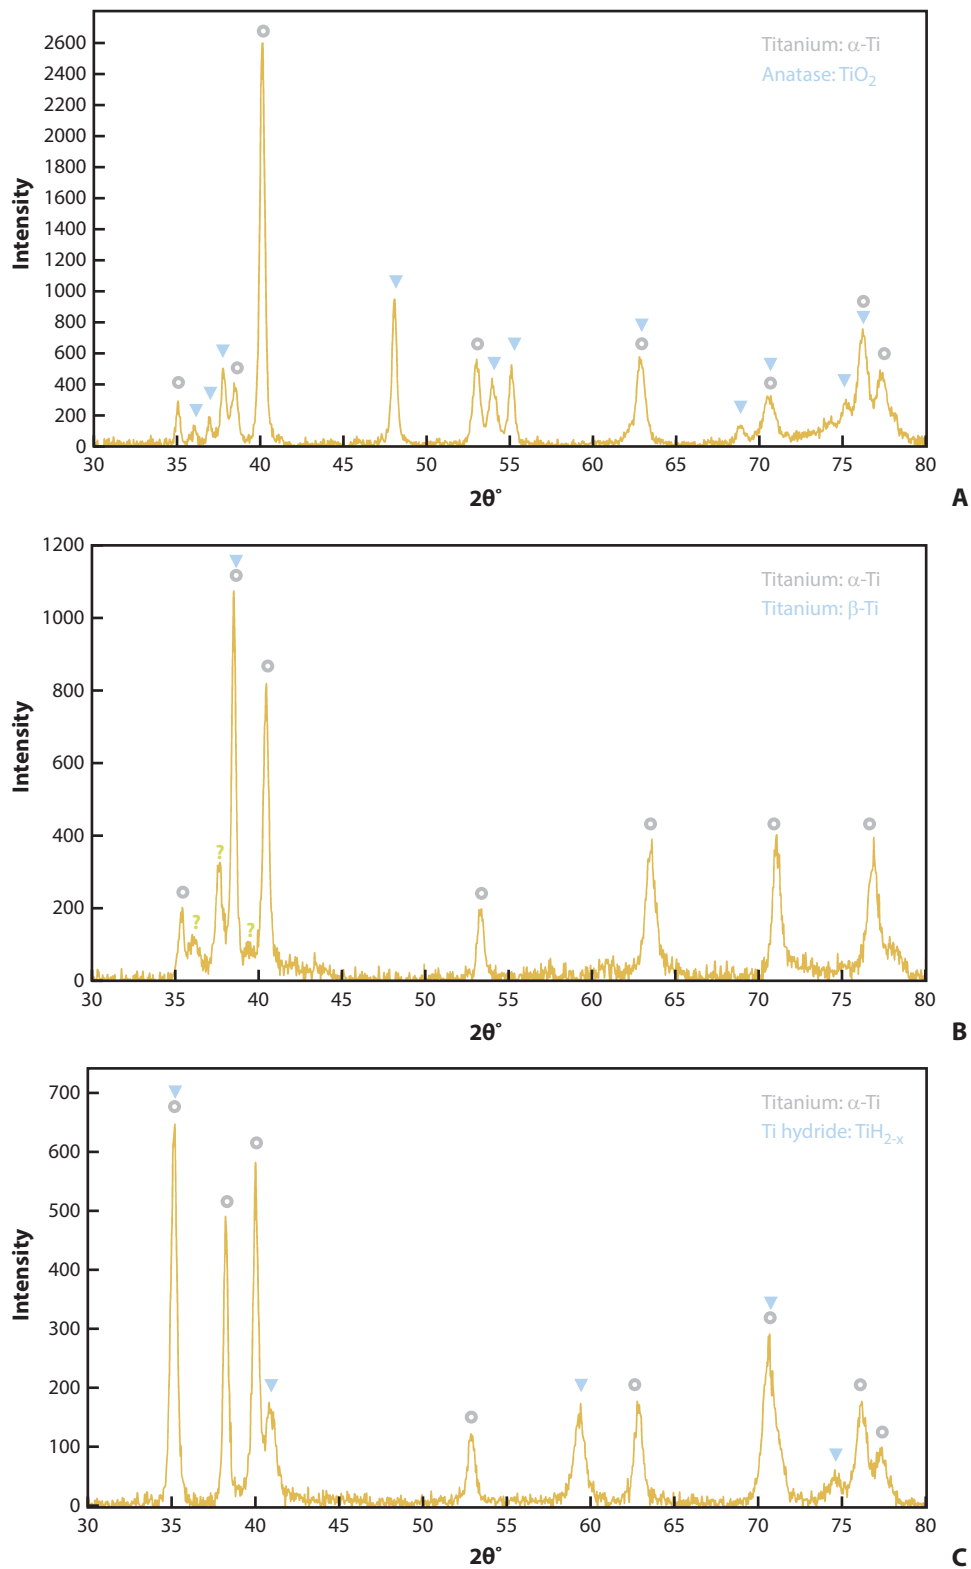 Titanium: α-Ti
Anatase: TiO2
Intensity
2600
2400
2200
2000
1800
1600
1400
1200
1000
800
600
400
200
0
30 35 40 45 50 55 60 65 70 75 80
2θ°
A
Titanium: α-Ti
Titanium: β-Ti
Intensity
1200
1000
800
600
400
200
0
? ? ?
30 35 40 45 50 55 60 65 70 75 80
2θ°
B
Titanium: α-Ti
Ti hydride: TiH2-x
Intensity
700
600
500
400
300
200
100
0
30 35 40 45 50 55 60 65 70 75 80
2θ°
C